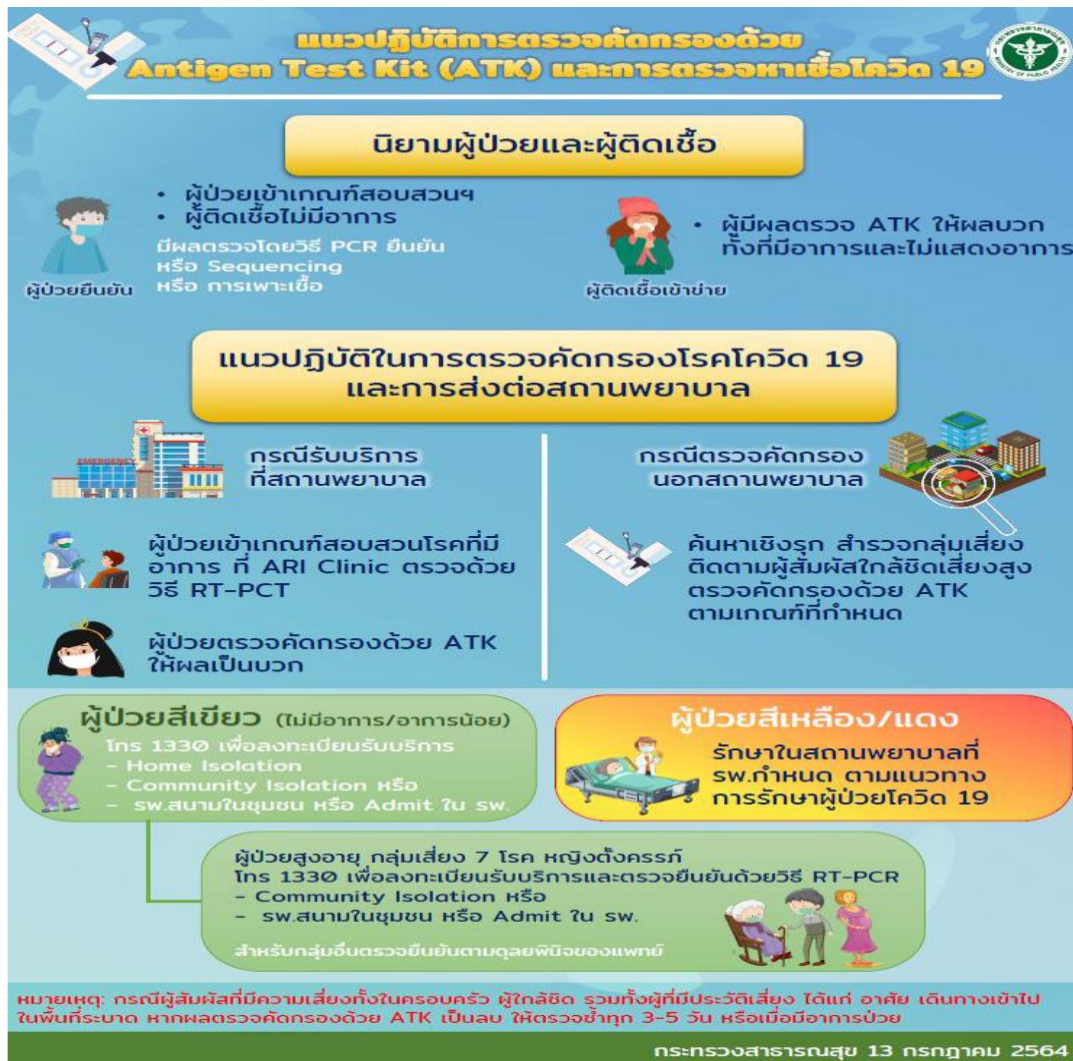 แนวปฏิบัติการตรวจคัดกรองด้วย
Antigen Test Kit (ATK) และการตรวจหาเชื้อโควิด 19
กระทรวงสาธารณสุข
MINISTRY OF PUBLIC HEALTH
นิยามผู้ป่วยและผู้ติดเชื้อ
• ผู้ป่วยเข้าเกณฑ์สอบสวนฯ
• ผู้ติดเชื้อไม่มีอาการ
มีผลตรวจโดยวิธี PCR ยืนยัน
หรือ Sequencing
หรือ การเพาะเชื้อ
ผู้ป่วยยืนยัน
• ผู้มีผลตรวจ ATK ให้ผลบวก
ทั้งที่มีอาการและไม่แสดงอาการ
ผู้ติดเชื้อเข้าข่าย
แนวปฏิบัติในการตรวจคัดกรองโรคโควิด 19
และการส่งต่อสถานพยาบาล
EMERGENCY
กรณีรับบริการ
ที่สถานพยาบาล
ผู้ป่วยเข้าเกณฑ์สอบสวนโรคที่มี
อาการ ที่ ARI Clinic ตรวจด้วย
วิธี RT-PCT
ผู้ป่วยตรวจคัดกรองด้วย ATK
ให้ผลเป็นบวก
กรณีตรวจคัดกรอง
นอกสถานพยาบาล
ค้นหาเชิงรุก สำรวจกลุ่มเสี่ยง
ติดตามผู้สัมผัสใกล้ชิดเสี่ยงสูง
ตรวจคัดกรองด้วย ATK
ตามเกณฑ์ที่กำหนด
ผู้ป่วยสีเขียว (ไม่มีอาการ/อาการน้อย)
โทร 1330 เพื่อลงทะเบียนรับบริการ
- Home Isolation
- Community Isolation หรือ
- รพ.สนามในชุมชน หรือ Admit ใน รพ.
ผู้ป่วยสีเหลือง/แดง
รักษาในสถานพยาบาลที่
รพ.กำหนด ตามแนวทาง
การรักษาผู้ป่วยโควิด 19
ผู้ป่วยสูงอายุ กลุ่มเสี่ยง 7 โรค หญิงตั้งครรภ์
โทร 1330 เพื่อลงทะเบียนรับบริการและตรวจยืนยันด้วยวิธี RT-PCR
- Community Isolation หรือ
- รพ.สนามในชุมชน หรือ Admit ใน รพ.
สำหรับกลุ่มอื่นตรวจยืนยันตามดุลยพินิจของแพทย์
หมายเหตุ: กรณีผู้สัมผัสที่มีความเสี่ยงทั้งในครอบครัว ผู้ใกล้ชิด รวมทั้งผู้ที่มีประวัติเสี่ยง ได้แก่ อาศัย เดินทางเข้าไป
ในพื้นที่ระบาด หากผลตรวจคัดกรองด้วย ATK เป็นลบ ให้ตรวจซ้ำทุก 3-5 วัน หรือเมื่อมีอาการป่วย
กระทรวงสาธารณสุข 13 กรกฎาคม 2564